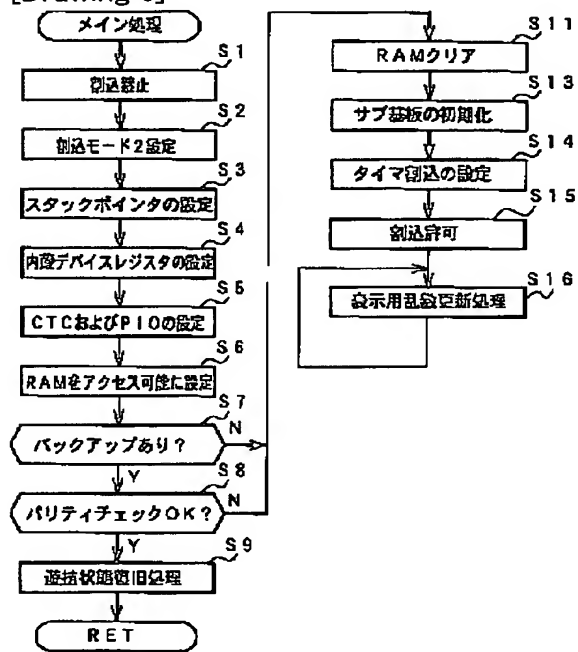 メイン処理
S1
割込禁止
S2
割込モード2設定
S3
スタックポインタの設定
S4
内蔵デバイスレジスタの設定
S5
CTCおよびPIOの設定
S6
RAMをアクセス可能に設定
S7
バックアップあり?
N
Y
S8
パリティチェックOK?
N
Y
S9
遊技状態復旧処理
RET
S11
RAMクリア
S13
サブ基板の初期化
S14
タイマ割込の設定
S15
割込許可
S16
表示用乱数更新処理